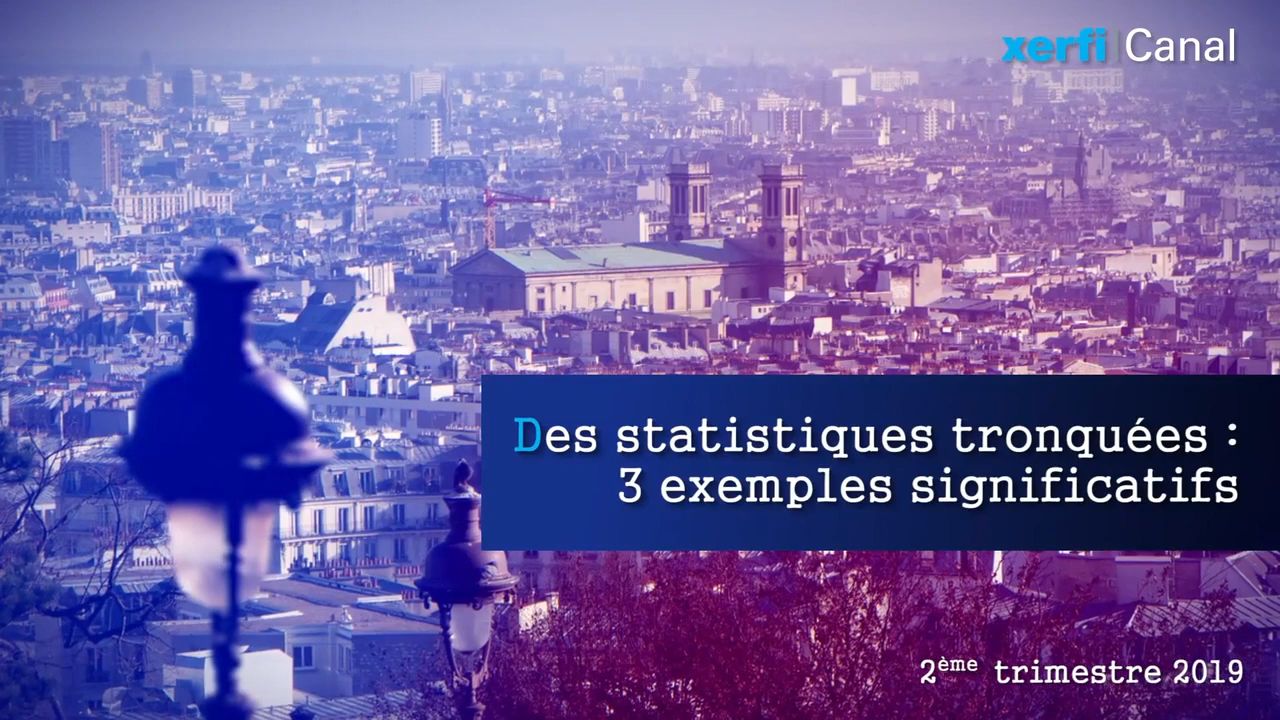 xerfi Canal
Des statistiques tronquées :
3 exemples significatifs
2ème trimestre 2019